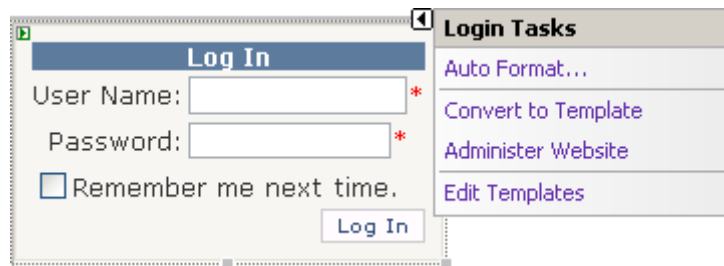 Log In
User Name: *
Password: *
Remember me next time.
Log In
Login Tasks
Auto Format...
Convert to Template
Administer Website
Edit Templates